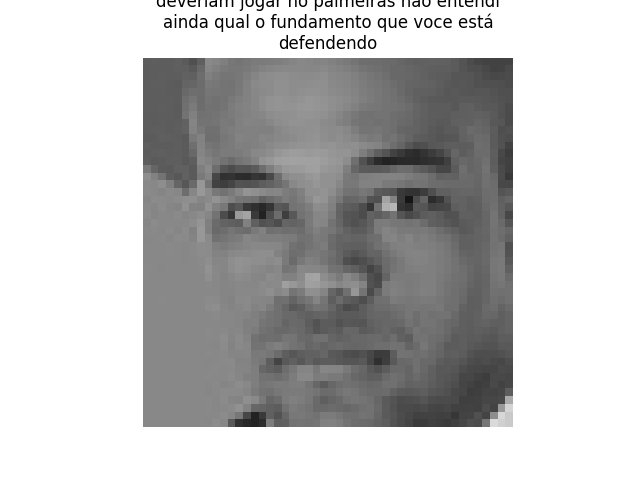 deveriam jogar no palmeiras não entendi
ainda qual o fundamento que voce está
defendendo